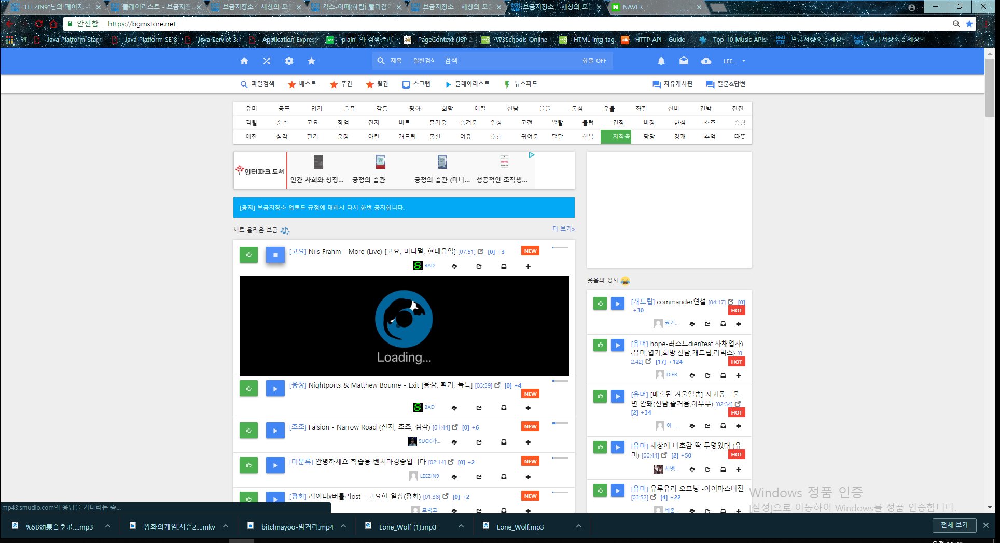 "LEEZIN9"님의 페이지
플레이리스트 - 브금저장
브금저장소 :: 세상의 모든
긱스-어때(하림) 빨리감
브금저장소 :: 세상의 모든
브금저장소 :: 세상의 모든
NAVER
안전함 https://bgmstore.net
앱 Java Platform Stand Java Platform SE 8 Java Servlet 3.1 Application Expres 'plain' 의 검색결과 PageContext (JSP 2 W3Schools Online HTML img tag HTTP API - Guide Top 10 Music APIs 브금저장소 :: 세상으 브금저장소 :: 세상으
제목 일반검색 검색 합필 OFF LEE...
파일검색 베스트 주간 월간 스크랩 플레이리스트 뉴스피드 자유게시판 질문&답변
유머 공포 엽기 슬픔 감동 평화 희망 애절 신남 쓸쓸 동심 우울 좌절 신비 긴박 잔잔
격렬 순수 고요 장엄 진지 비트 즐거움 흥겨움 일상 고전 발랄 클럽 긴장 비장 한심 초조 훙함
애잔 심각 활기 웅장 아련 개드립 몽환 여유 훈훈 귀여움 달달 행복 자작곡 당당 경쾌 추억 따뜻
인터파크 도서
인간 사회와 상징... 긍정의 습관 긍정의 습관 (미니... 성공적인 조직생...
[공지] 브금저장소 업로드 규정에 대해서 다시 한번 공지합니다.
새로 올라온 브금 더 보기»
[고요] Nils Frahm - More (Live) [고요, 미니멀, 현대음악] [07:51] [0] +3 NEW
BAD
Loading...
[웅장] Nightports & Matthew Bourne - Exit [웅장, 활기, 독특] [03:59] [0] +4
NEW
BAD
[초조] Falsion - Narrow Road (진지, 초조, 심각) [01:44] [0] +6 NEW
SUCK가...
[미분류] 안녕하세요 학습용 벤치마킹중입니다 [02:14] [0] +2 NEW
LEEZIN9
[평화] 레이디x버틀러ost - 고요한 일상(평화) [01:38] [0] +2 NEW
모릭코
웃음의 성지
[개드립] commander연설 [04:17] [0]
+30 HOT
권기...
[유머] hope-러스트dier(feat.사채업자)
{유머,엽기,희망,신남,개드립,리믹스} [0
2:42] [17] +124 HOT
DIER
[유머] [매혹된 겨울앨범] 사과몽 - 울
면 안돼(신남,즐거움,아무무) [02:34]
[2] +34 HOT
이 ...
[유머] 세상에 비호감 딱 두명있대 (유
머) [00:44] [2] +50 HOT
시벳...
[유머] 유루유리 오프닝 -아이마스버전
[03:52] [4] +22
네온...
Windows 정품 인증
[설정]으로 이동하여 Windows를 정품 인증합니다.
mp43.smudio.com의 응답을 기다리는 중...
%5B効果音ラボ....mp3 왕좌의게임.시즌2....mkv bitchnayoo-밤거리.mp4 Lone_Wolf (1).mp3 Lone_Wolf.mp3 전체 보기